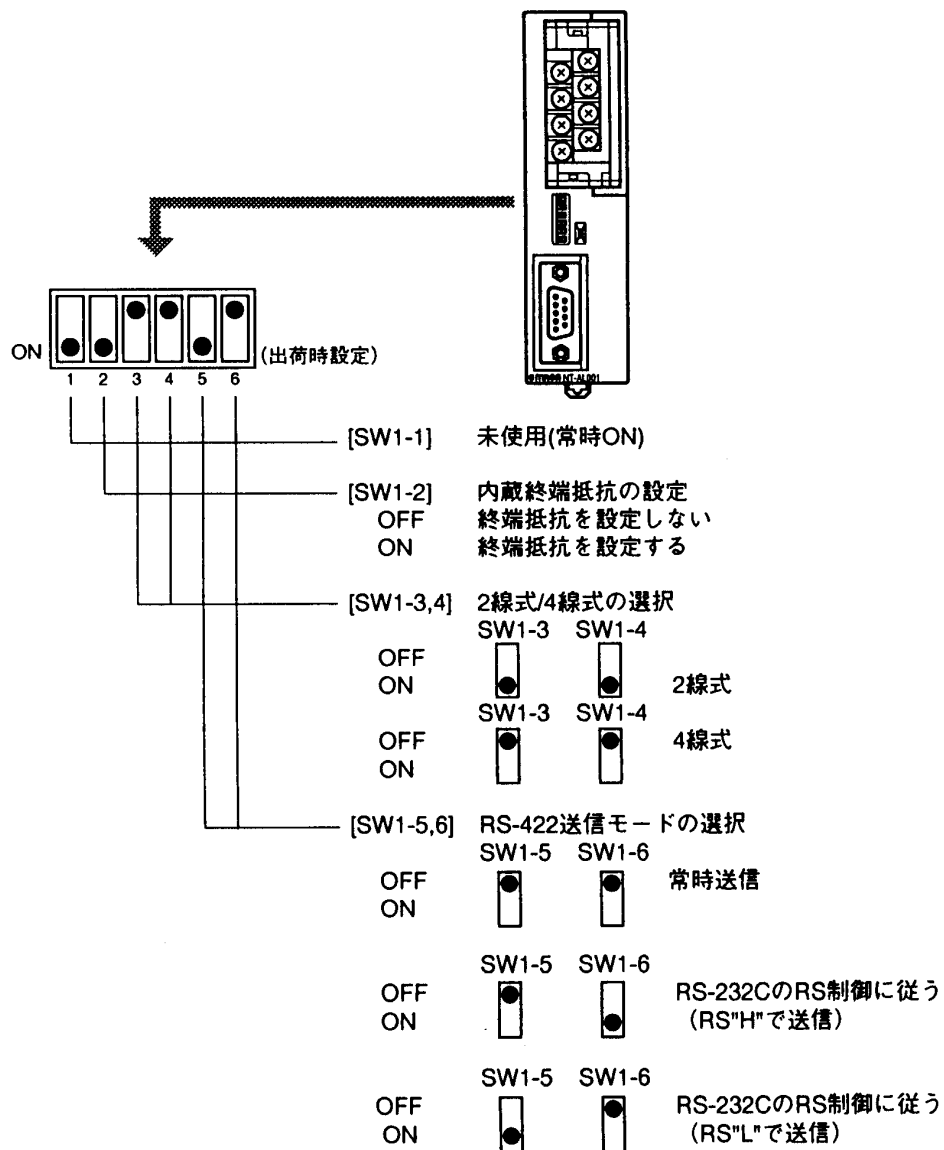 OMRON NT-AL001
ON
(出荷時設定)
1 2 3 4 5 6
[SW1-1] 未使用(常時ON)
[SW1-2] 内蔵終端抵抗の設定
OFF 終端抵抗を設定しない
ON 終端抵抗を設定する
[SW1-3,4] 2線式/4線式の選択
SW1-3 SW1-4
OFF
ON 2線式
SW1-3 SW1-4
OFF 4線式
ON
[SW1-5,6] RS-422送信モードの選択
SW1-5 SW1-6
OFF 常時送信
ON
SW1-5 SW1-6
OFF RS-232CのRS制御に従う
ON (RS"H"で送信)
SW1-5 SW1-6
OFF RS-232CのRS制御に従う
ON (RS"L"で送信)